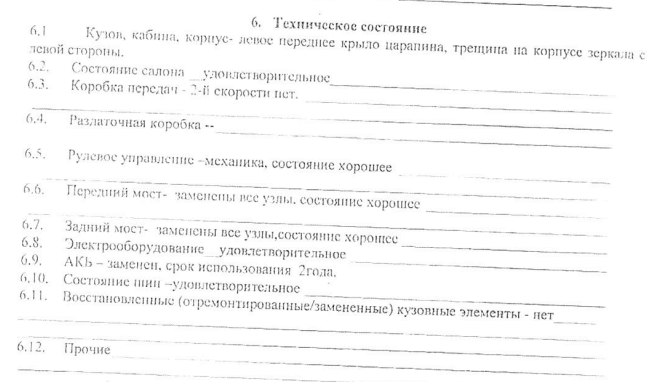 6. Техническое состояние
6.1 Кузов, кабина, корпус- левое переднее крыло царапина, трещина на корпусе зеркала с
левой стороны.
6.2. Состояние салона __удовлетворительное
6.3. Коробка передач - 2-й скорости нет.
6.4. Разлаточная коробка --
6.5. Рулевое управление –механика, состояние хорошее
6.6. Передний мост- заменены все узлы, состояние хорошее
6.7. Задний мост- заменены все узлы,состояние хорошее
6.8. Электрооборудование__удовлетворительное
6.9. АКБ – заменен, срок использования 2года.
6.10. Состояние шин –удовлетворительное
6.11. Восстановленные (отремонтированные/замененные) кузовные элементы - нет
6.12. Прочие